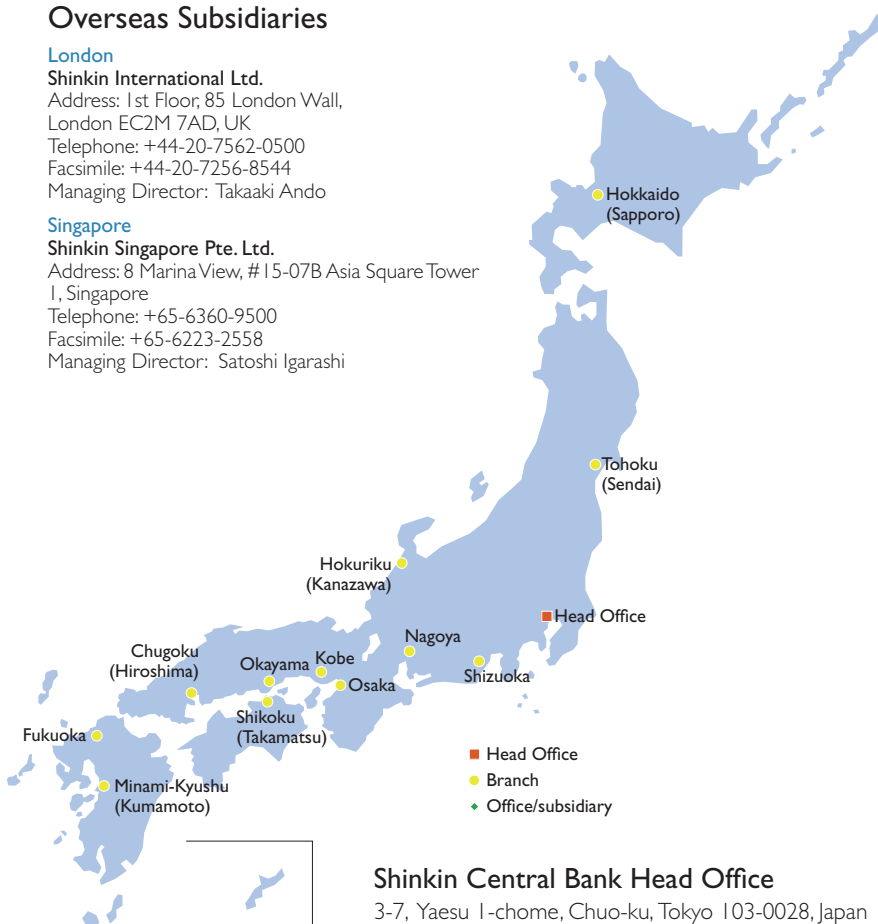 Overseas Subsidiaries
London
Shinkin International Ltd.
Address: 1st Floor, 85 London Wall,
London EC2M 7AD, UK
Telephone: +44-20-7562-0500
Facsimile: +44-20-7256-8544
Managing Director: Takaaki Ando
Singapore
Shinkin Singapore Pte. Ltd.
Address: 8 Marina View, #15-07B Asia Square Tower
1, Singapore
Telephone: +65-6360-9500
Facsimile: +65-6223-2558
Managing Director: Satoshi Igarashi
Hokkaido
(Sapporo)
Tohoku
(Sendai)
Hokuriku
(Kanazawa)
Head Office
Nagoya
Shizuoka
Chugoku
(Hiroshima)
Okayama
Kobe
Osaka
Shikoku
(Takamatsu)
Fukuoka
Minami-Kyushu
(Kumamoto)
Head Office
Branch
Office/subsidiary
Shinkin Central Bank Head Office
3-7, Yaesu 1-chome, Chuo-ku, Tokyo 103-0028, Japan